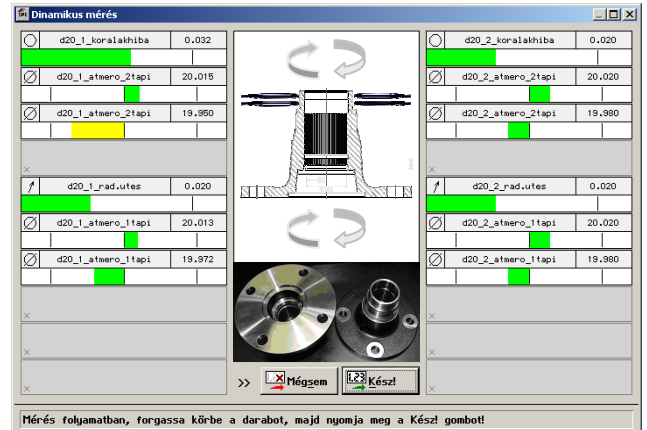 Dinamikus mérés
d20_1_koralakhiba 0.032
d20_1_atmero_2tapi 20.015
d20_1_atmero_2tapi 19.950
d20_1_rad.utes 0.020
d20_1_atmero_1tapi 20.013
d20_1_atmero_1tapi 19.972
d20_2_koralakhiba 0.020
d20_2_atmero_2tapi 20.020
d20_2_atmero_2tapi 19.980
d20_2_rad.utes 0.020
d20_2_atmero_1tapi 20.020
d20_2_atmero_1tapi 19.980
>> Mégsem 1.23 Kész!
Mérés folyamatban, forgassa körbe a darabot, majd nyomja meg a Kész! gombot!